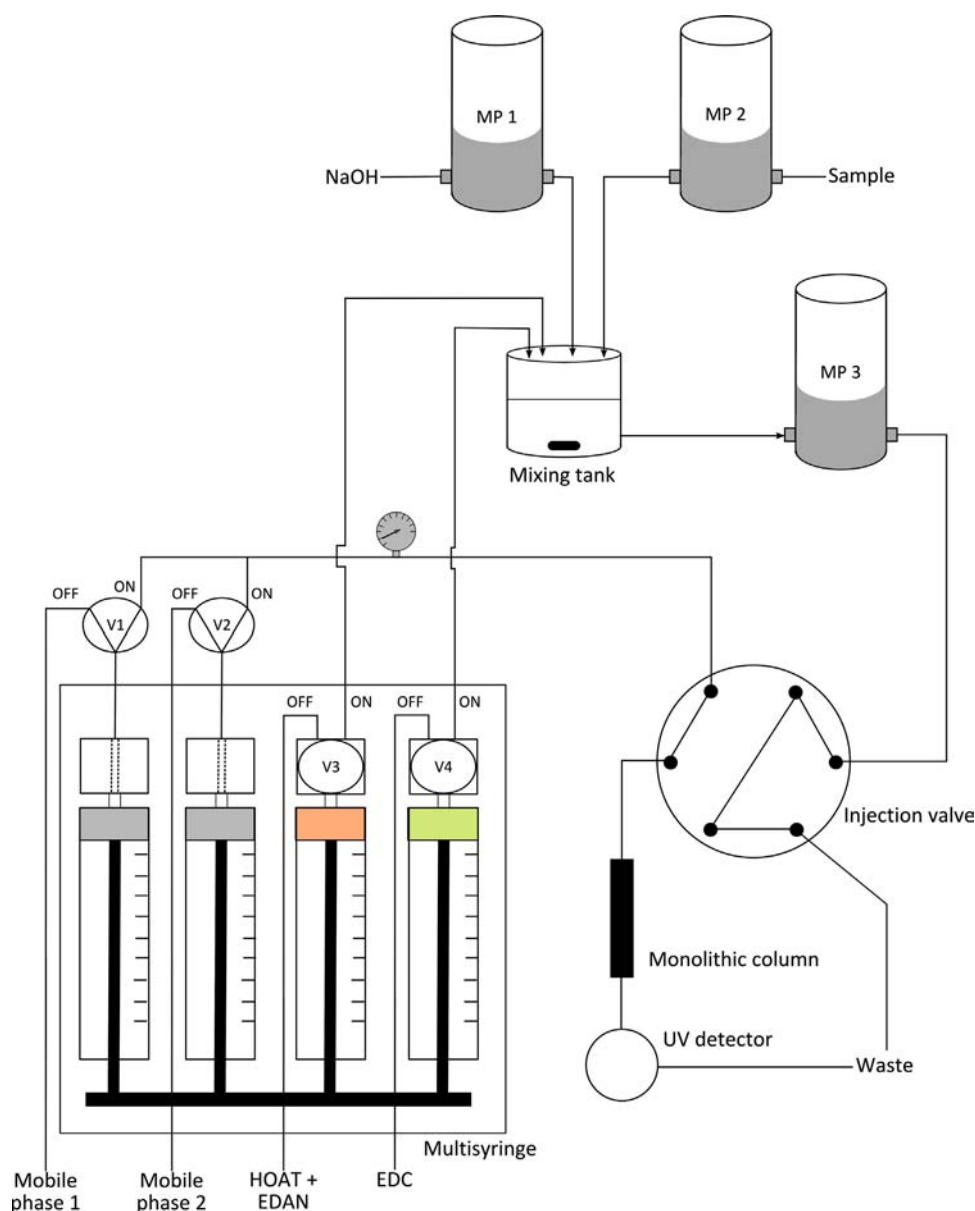 MP 1
MP 2
NaOH
Sample
MP 3
Mixing tank
OFF
ON
OFF
ON
V1
V2
OFF
ON
OFF
ON
V3
V4
Injection valve
Monolithic column
UV detector
Waste
Multisyringe
Mobile
phase 1
Mobile
phase 2
HOAT +
EDAN
EDC